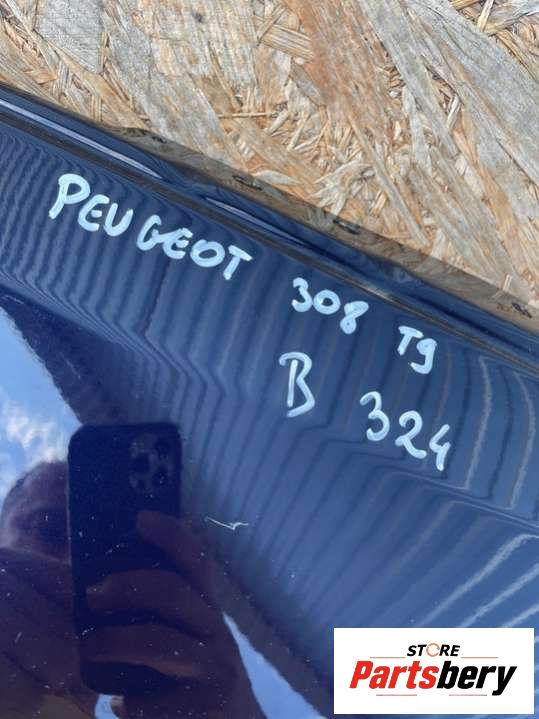 PEUGEOT 308 T9
B 324
STORE
Partsbery